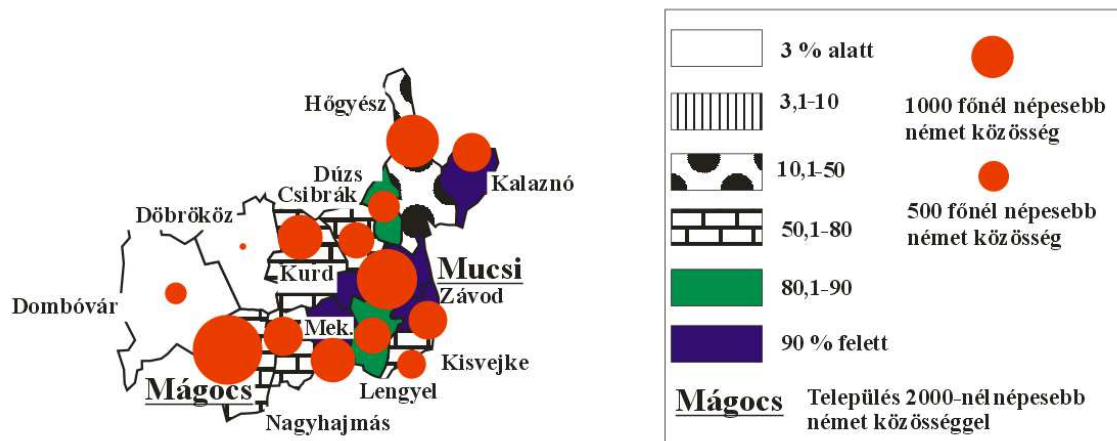 Hőgyész
Kalaznó
Dúzs
Csibrák
Döbrököz
Kurd
Mucsi
Dombóvár
Závod
Mek.
Kisvejke
Mágocs
Lengyel
Nagyhajmás
3 % alatt
3,1-10
1000 főnél népesebb
német közösség
10,1-50
50,1-80
500 főnél népesebb
német közösség
80,1-90
90 % felett
Mágocs Település 2000-nél népesebb
német közösséggel